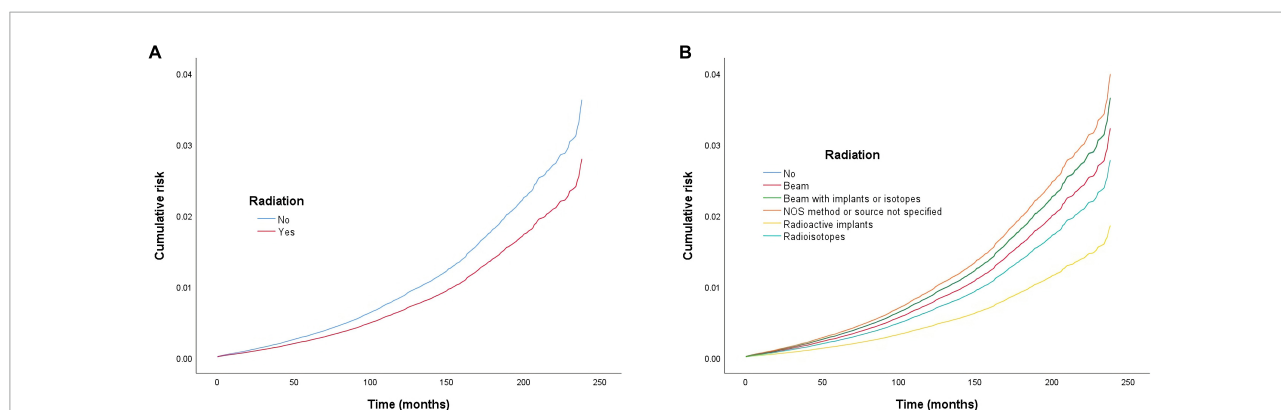 A
Cumulative risk
0.04
0.03
0.02
0.01
0.00
Radiation
No
Yes
0 50 100 150 200 250
Time (months)
B
Cumulative risk
0.04
0.03
0.02
0.01
0.00
Radiation
No
Beam
Beam with implants or isotopes
NOS method or source not specified
Radioactive implants
Radioisotopes
0 50 100 150 200 250
Time (months)